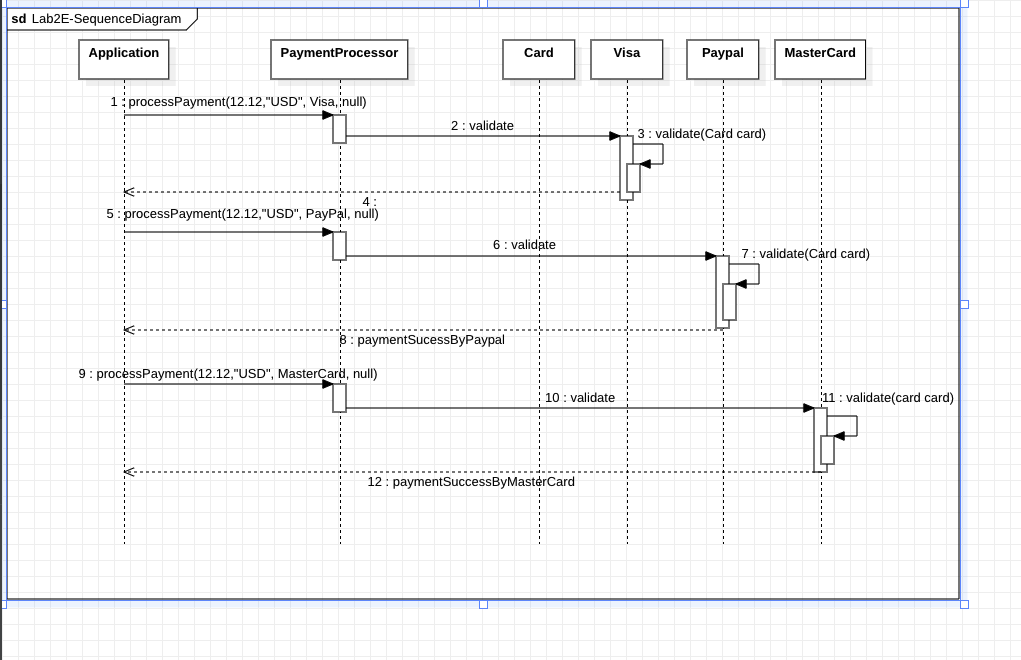 sd Lab2E-SequenceDiagram
Application
PaymentProcessor
Card
Visa
Paypal
MasterCard
1 : processPayment(12.12,"USD", Visa, null)
2 : validate
3 : validate(Card card)
4 :
5 : processPayment(12.12,"USD", PayPal, null)
6 : validate
7 : validate(Card card)
8 : paymentSucessByPaypal
9 : processPayment(12.12,"USD", MasterCard, null)
10 : validate
11 : validate(card card)
12 : paymentSuccessByMasterCard